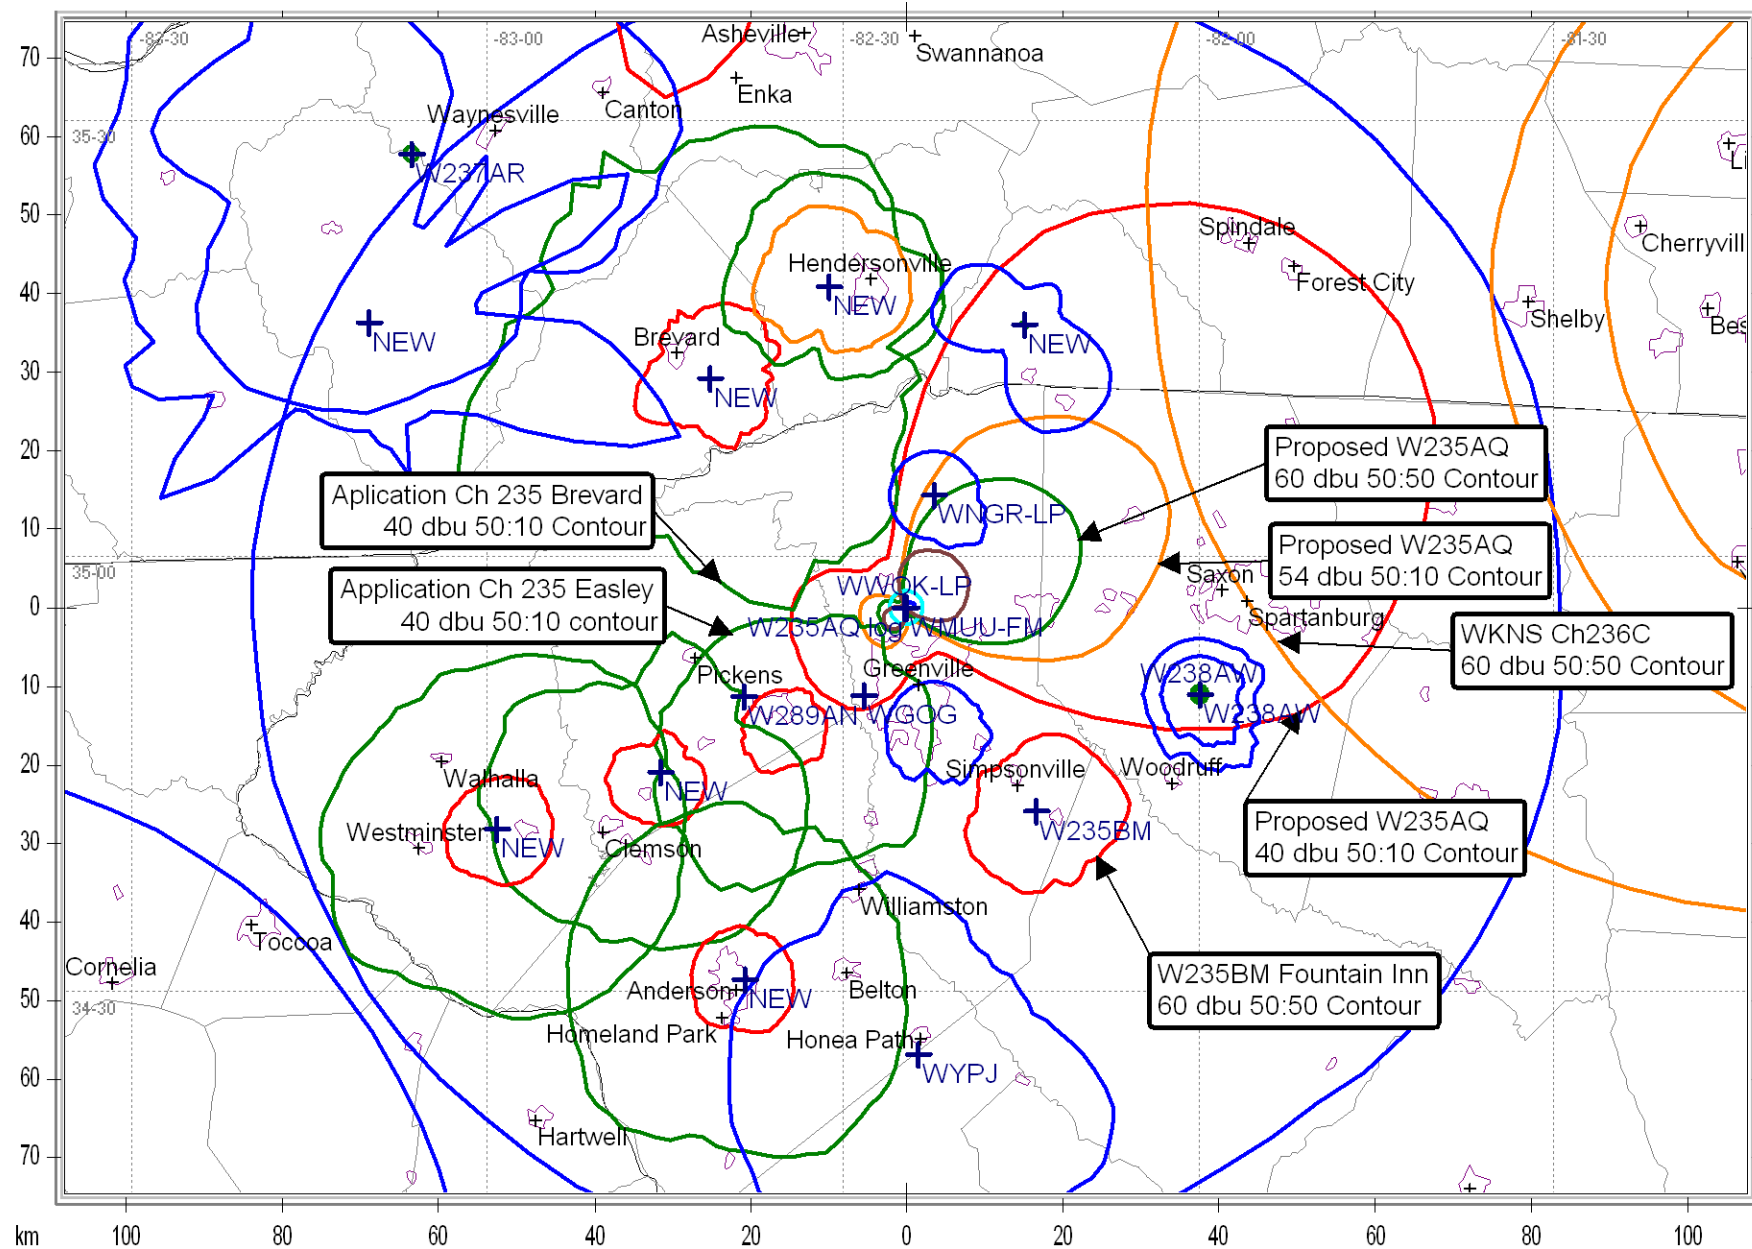 -83-30
-83-00
-82-30
-82-00
-81-30
Asheville
Swannanoa
70
Enka
Canton
Waynesville
60
35-30
W237AR
50
Spindale
Cherryvill
Hendersonville
Forest City
40
NEW
Shelby
Brevard
NEW
NEW
30
NEW
20
Proposed W235AQ
60 dbu 50:50 Contour
Aplication Ch 235 Brevard
40 dbu 50:10 Contour
WNGR-LP
10
Proposed W235AQ
54 dbu 50:10 Contour
35-00
Application Ch 235 Easley
40 dbu 50:10 contour
WWOK-LP
Saxon
0
Spartanburg
W235AQ
WMUU-FM
WKNS Ch236C
60 dbu 50:50 Contour
Greenville
Pickens
W238AW
10
W289AN
WGOG
W238AW
20
Walhalla
Simpsonville
Woodruff
NEW
Proposed W235AQ
40 dbu 50:10 Contour
Westminster
NEW
Clemson
W235BM
30
Williamston
40
Toccoa
Cornelia
W235BM Fountain Inn
60 dbu 50:50 Contour
Anderson
NEW
Belton
50
34-30
Homeland Park
Honea Path
60
WYPJ
Hartwell
70
km
100
80
60
40
20
0
20
40
60
80
100